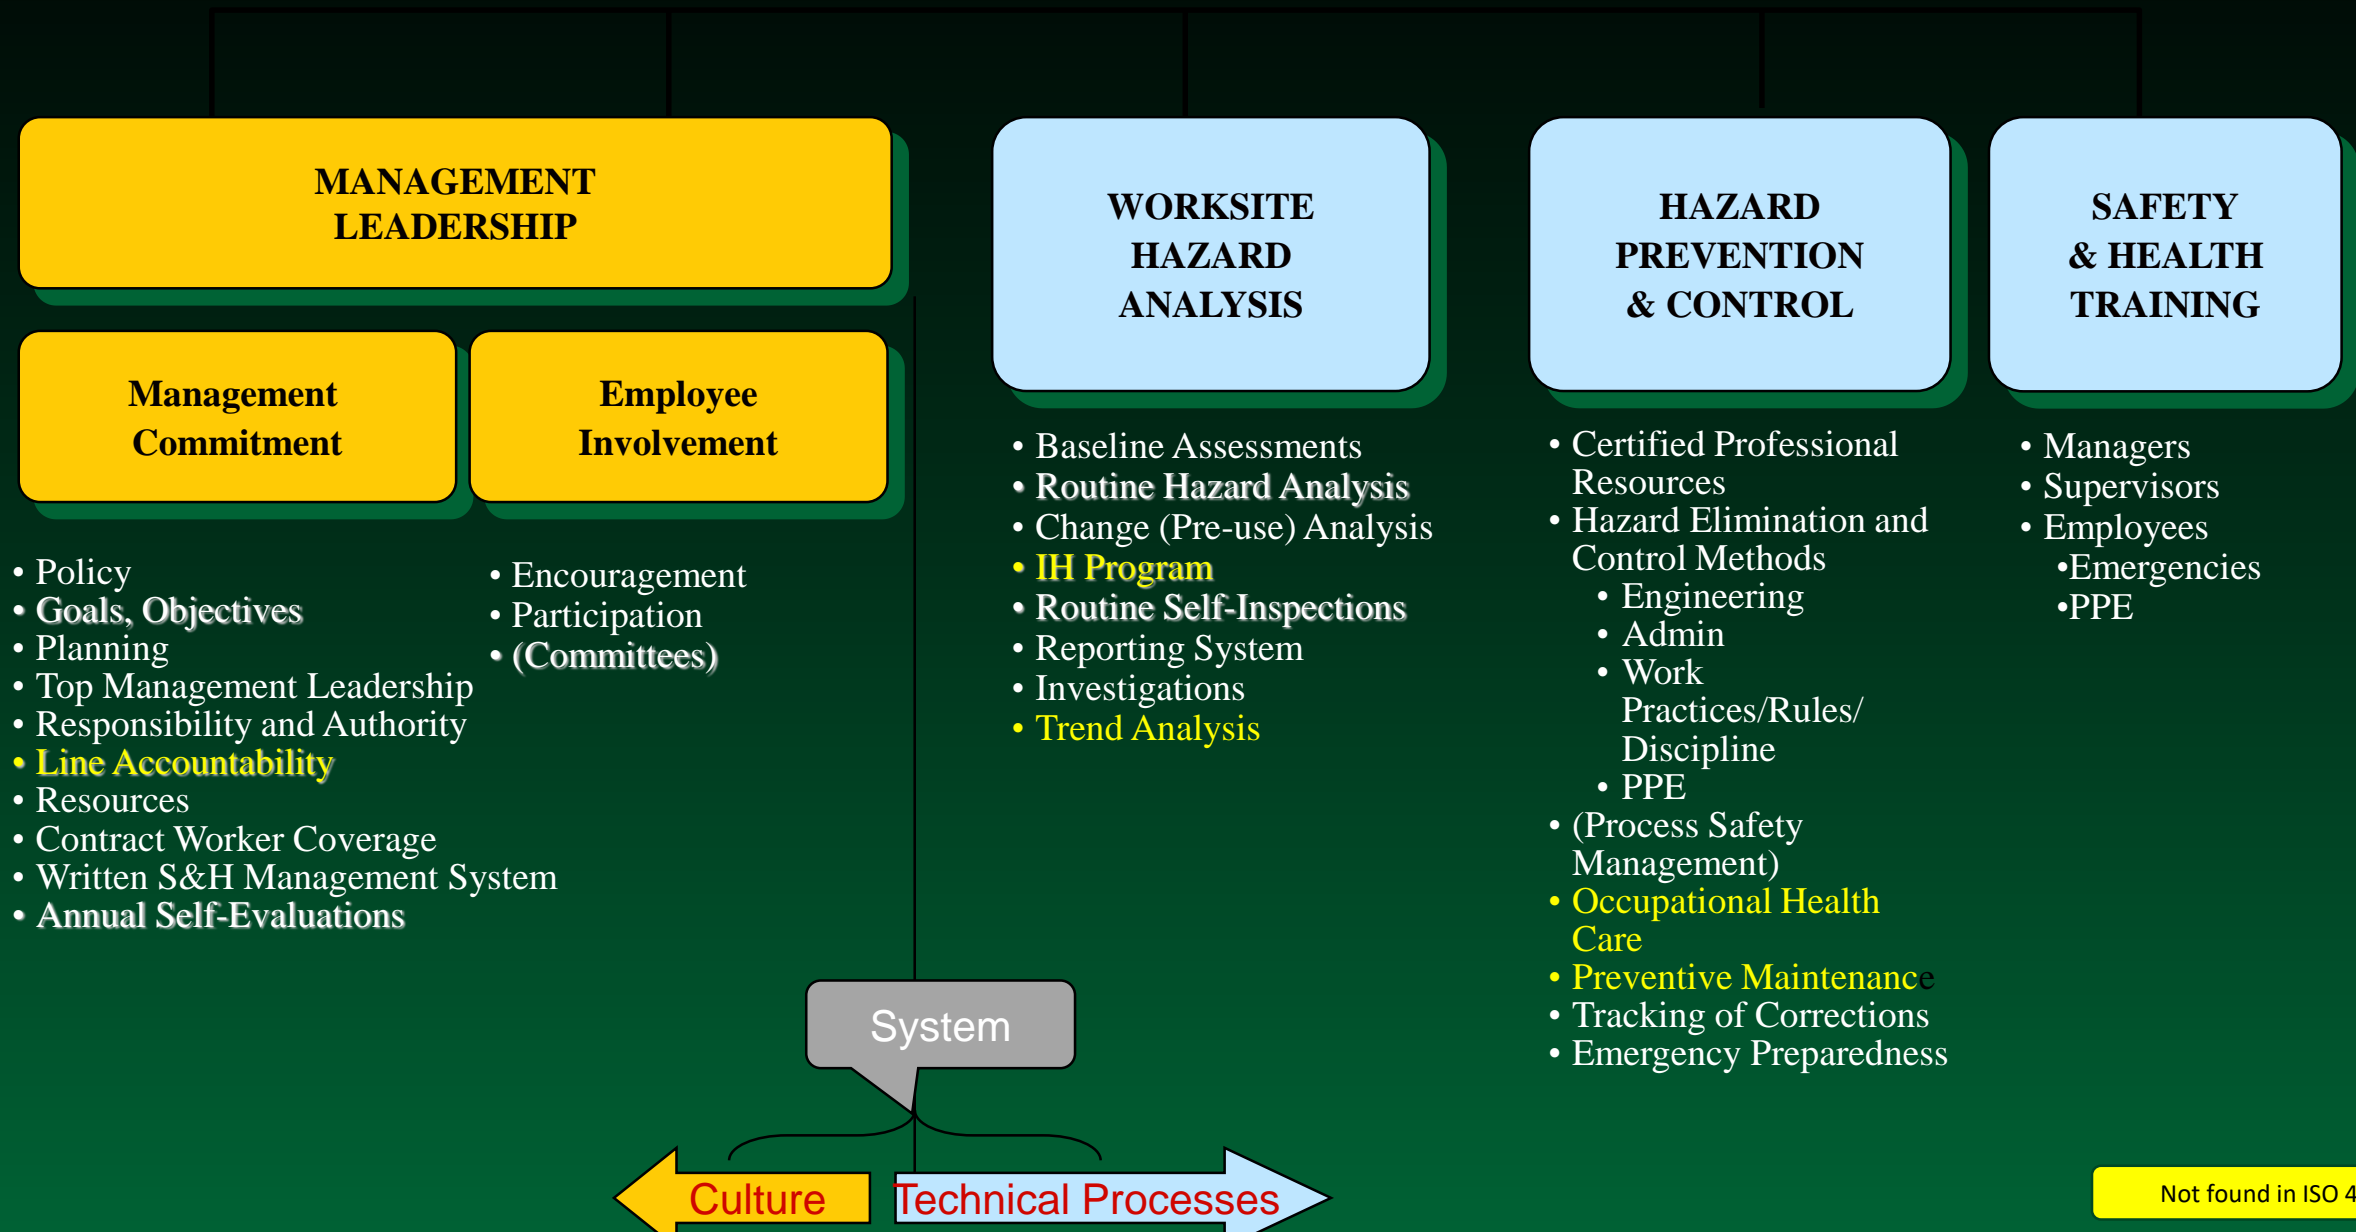 MANAGEMENT
LEADERSHIP
Management
Commitment
Employee
Involvement
• Policy
• Goals, Objectives
• Planning
• Top Management Leadership
• Responsibility and Authority
• Line Accountability
• Resources
• Contract Worker Coverage
• Written S&H Management System
• Annual Self-Evaluations
• Encouragement
• Participation
• (Committees)
WORKSITE
HAZARD
ANALYSIS
• Baseline Assessments
• Routine Hazard Analysis
• Change (Pre-use) Analysis
• IH Program
• Routine Self-Inspections
• Reporting System
• Investigations
• Trend Analysis
HAZARD
PREVENTION
& CONTROL
• Certified Professional
Resources
• Hazard Elimination and
Control Methods
• Engineering
• Admin
• Work
Practices/Rules/
Discipline
• PPE
• (Process Safety
Management)
• Occupational Health
Care
• Preventive Maintenance
• Tracking of Corrections
• Emergency Preparedness
SAFETY
& HEALTH
TRAINING
• Managers
• Supervisors
• Employees
•Emergencies
•PPE
System
Culture
Technical Processes
Not found in ISO 4